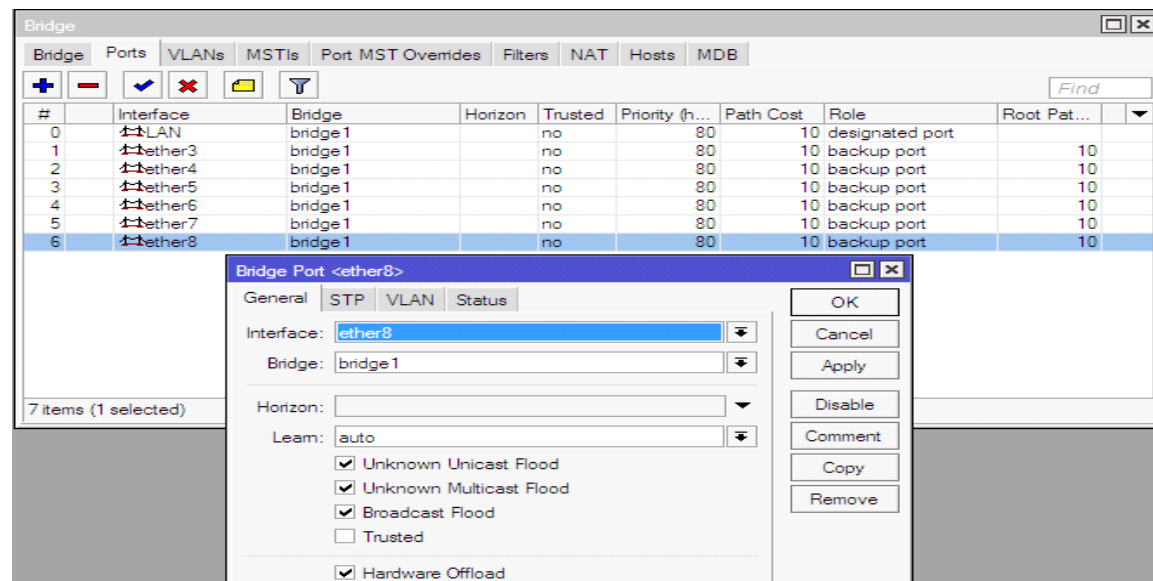 Bridge
Bridge Ports VLANs MSTIs Port MST Overrides Filters NAT Hosts MDB
Find
# Interface Bridge Horizon Trusted Priority (h... Path Cost Role Root Pat...
0 LAN bridge1 no 80 10 designated port
1 ether3 bridge1 no 80 10 backup port 10
2 ether4 bridge1 no 80 10 backup port 10
3 ether5 bridge1 no 80 10 backup port 10
4 ether6 bridge1 no 80 10 backup port 10
5 ether7 bridge1 no 80 10 backup port 10
6 ether8 bridge1 no 80 10 backup port 10
7 items (1 selected)
Bridge Port <ether8>
General STP VLAN Status
Interface: ether8
Bridge: bridge1
Horizon:
Learn: auto
Unknown Unicast Flood
Unknown Multicast Flood
Broadcast Flood
Trusted
Hardware Offload
OK
Cancel
Apply
Disable
Comment
Copy
Remove